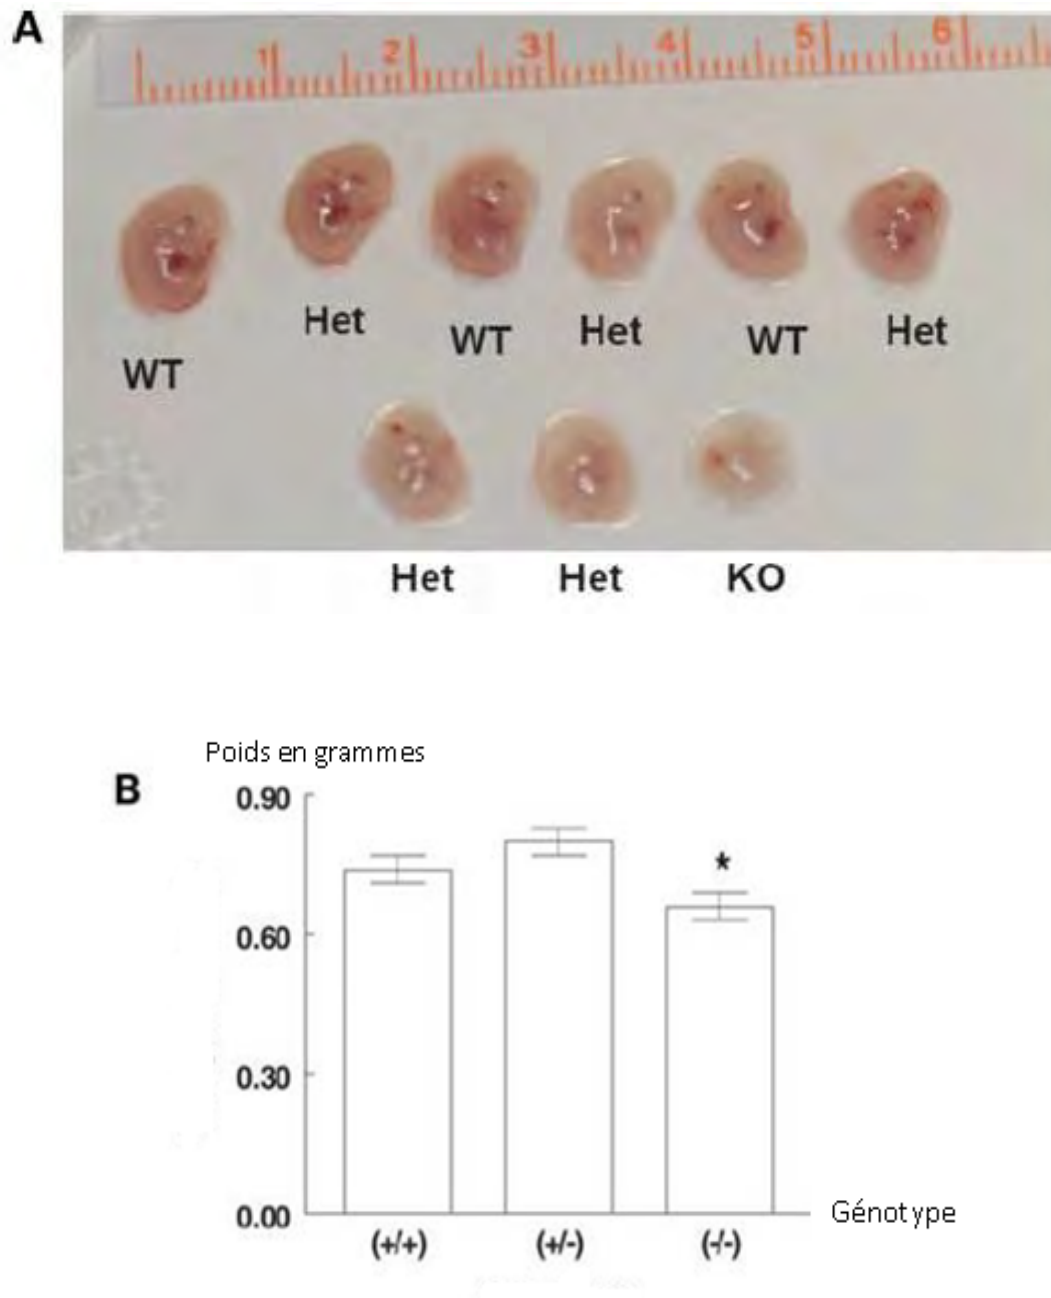 A
1 2 3 4 5 6
WT Het WT Het WT Het
Het Het KO
Poids en grammes
B
0.90
*
0.60
0.30
0.00
Génotype
(+/+) (+/-) (-/-)